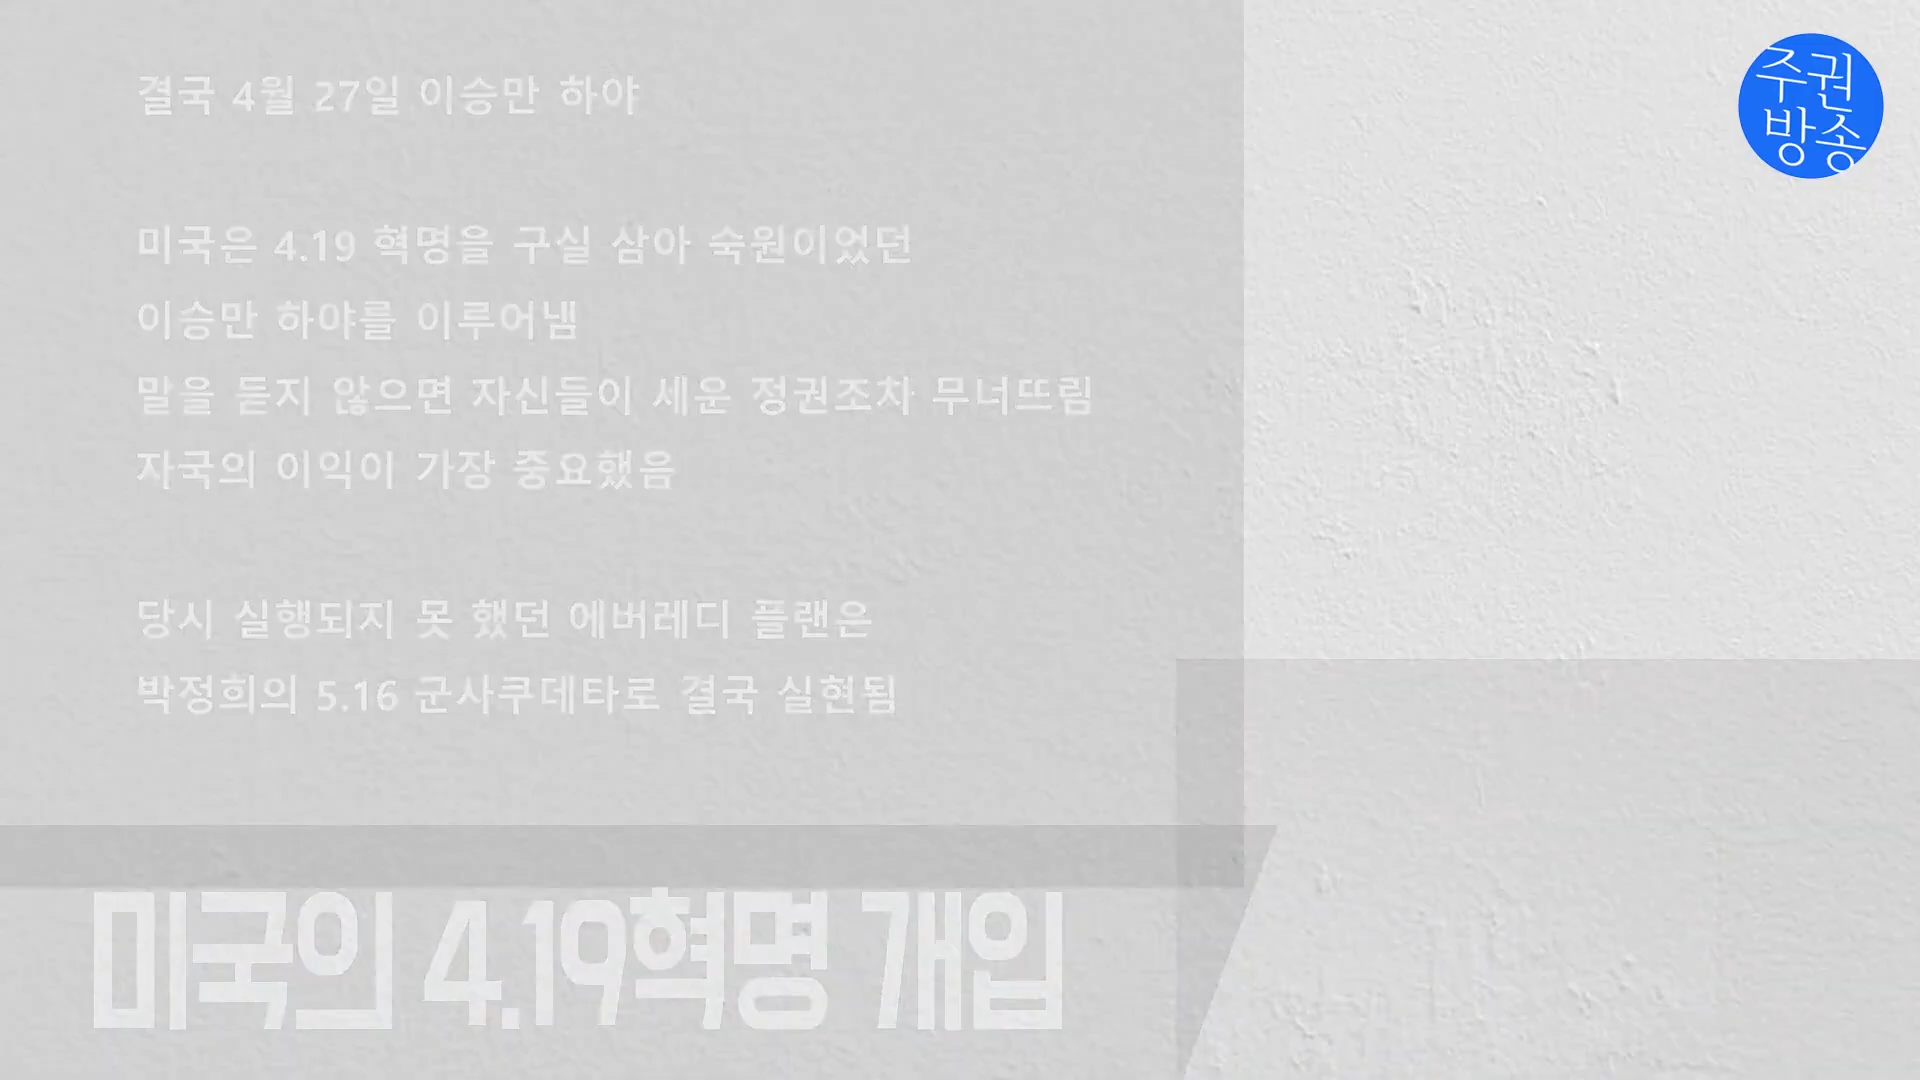 결국 4월 27일 이승만 하야
미국은 4.19 혁명을 구실 삼아 숙원이었던
이승만 하야를 이루어냄
말을 듣지 않으면 자신들이 세운 정권조차 무너뜨림
자국의 이익이 가장 중요했음
당시 실행되지 못 했던 에버레디 플랜은
박정희의 5.16 군사쿠데타로 결국 실현됨
미국의 4.19혁명 개입
주권
방송